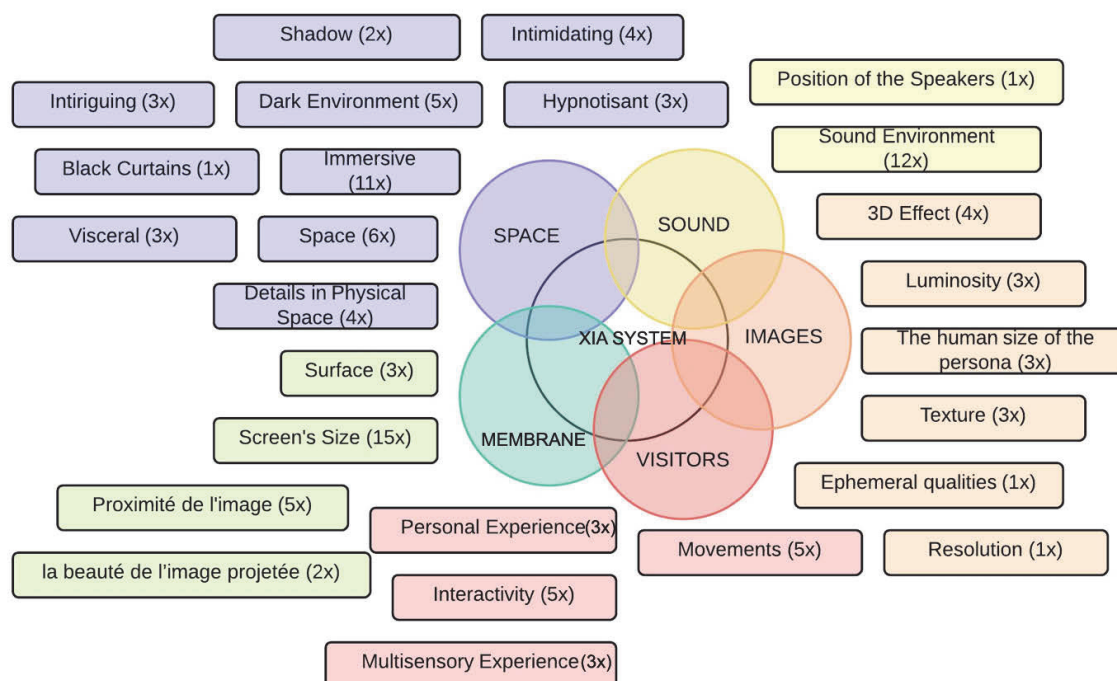 Shadow (2x)
Intimidating (4x)
Position of the Speakers (1x)
Intiriguing (3x)
Dark Environment (5x)
Hypnotisant (3x)
Sound Environment
(12x)
Black Curtains (1x)
Immersive
(11x)
3D Effect (4x)
Visceral (3x)
Space (6x)
SPACE
SOUND
Luminosity (3x)
Details in Physical
Space (4x)
XIA SYSTEM
IMAGES
The human size of the
persona (3x)
Surface (3x)
Texture (3x)
Screen's Size (15x)
MEMBRANE
VISITORS
Ephemeral qualities (1x)
Proximité de l'image (5x)
Personal Experience(3x)
Movements (5x)
Resolution (1x)
la beauté de l'image projetée (2x)
Interactivity (5x)
Multisensory Experience(3x)